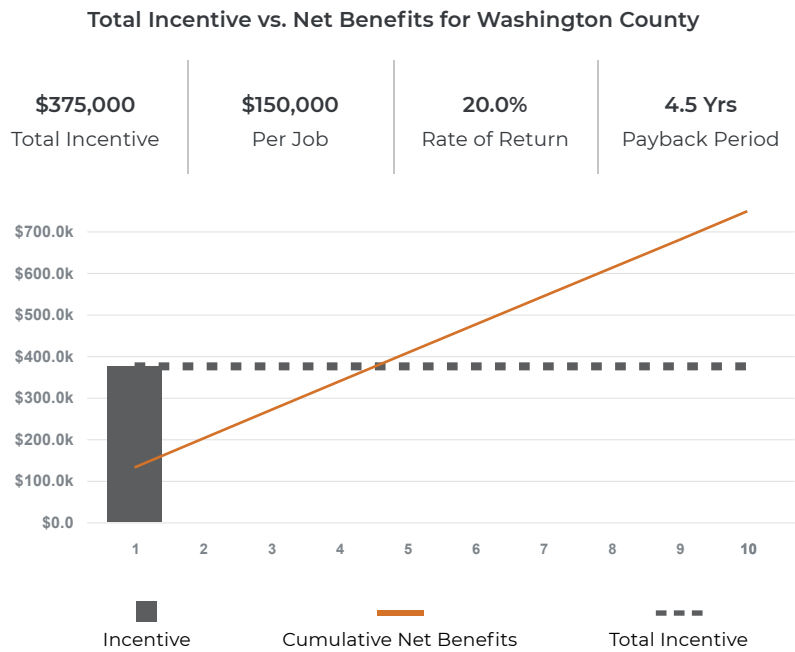 Total Incentive vs. Net Benefits for Washington County
$375,000
Total Incentive
$150,000
Per Job
20.0%
Rate of Return
4.5 Yrs
Payback Period
$700.0k
$600.0k
$500.0k
$400.0k
$300.0k
$200.0k
$100.0k
$0.0
1 2 3 4 5 6 7 8 9 10
Incentive
Cumulative Net Benefits
Total Incentive